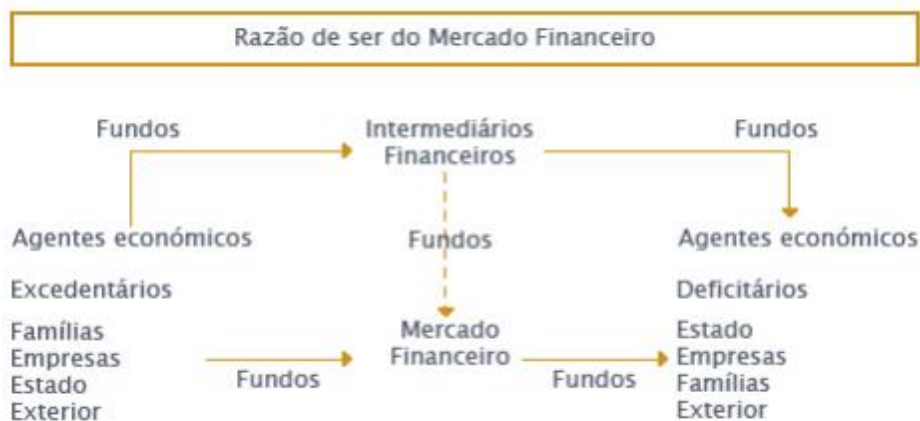 Razão de ser do Mercado Financeiro
Fundos
Intermediários
Financeiros
Fundos
Agentes económicos
Fundos
Agentes económicos
Excedentários
Deficitários
Famílias
Empresas
Estado
Exterior
Fundos
Mercado
Financeiro
Fundos
Estado
Empresas
Famílias
Exterior